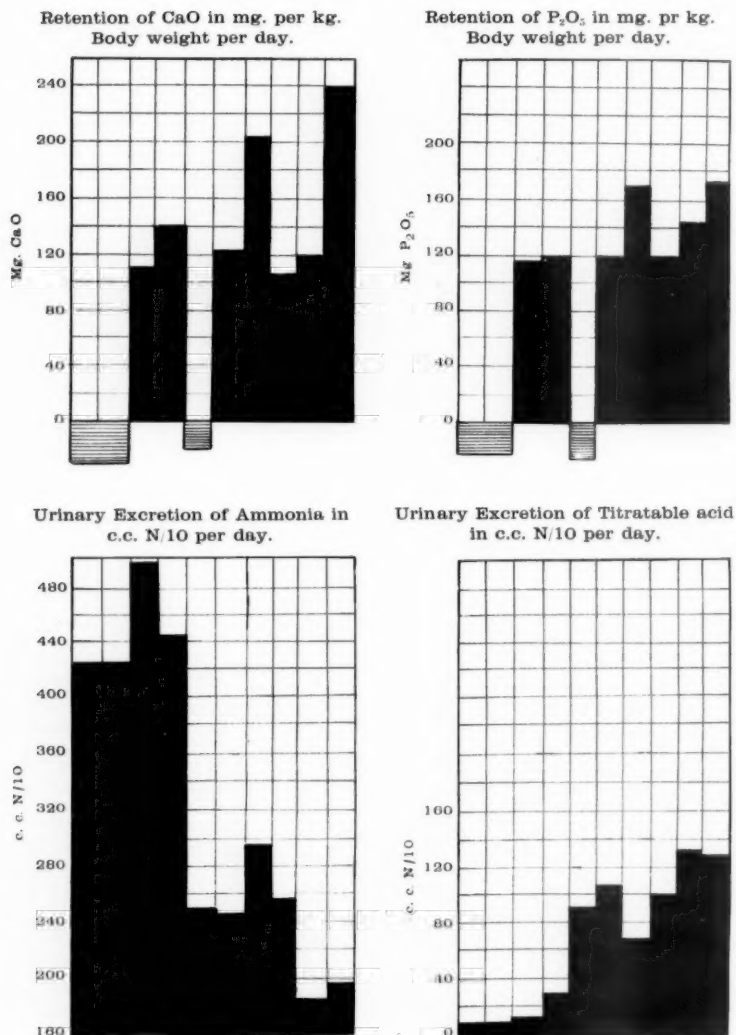 Retention of CaO in mg. per kg.
Body weight per day.
240
200
160
120
80
40
0
Mg. CaO
Retention of P₂O₅ in mg. pr kg.
Body weight per day.
200
160
120
80
40
0
Mg P₂O₅
Urinary Excretion of Ammonia in
c.c. N/10 per day.
480
440
400
360
320
280
240
200
160
c. c N/10
Urinary Excretion of Titratable acid
in c.c. N/10 per day.
160
120
80
40
0
c. c. N/10